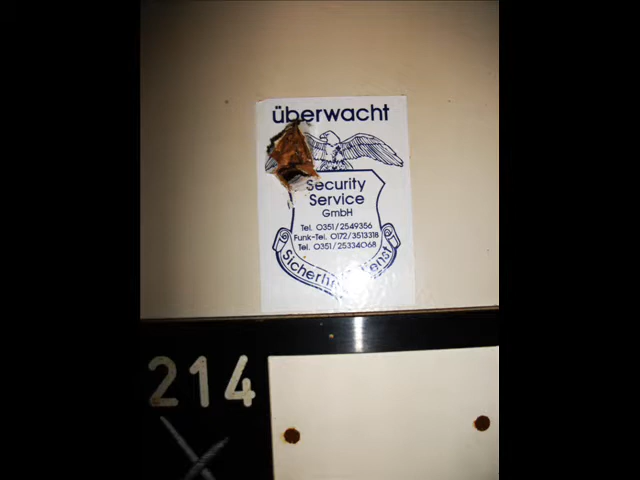 überwacht
Security
Service
GmbH
Tel. 0351/2549356
Funk-Tel. 0172/3513318
Tel. 0351/25334068
214